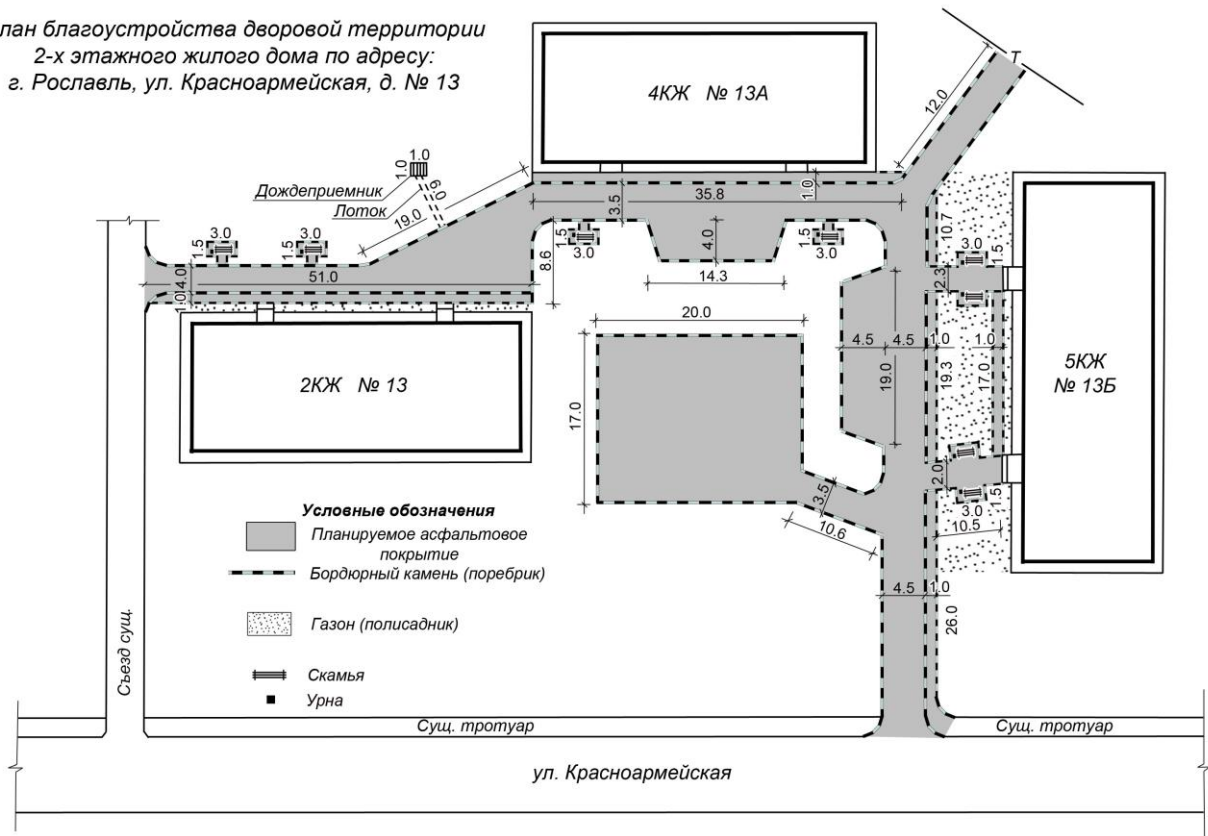 лан благоустройства дворовой территории
2-х этажного жилого дома по адресу:
г. Рославль, ул. Красноармейская, д. № 13
4КЖ № 13А
Т
12.0
1.0
1.0
6.0
Дождеприемник
Лоток
19.0
35.8
1.0
3.5
3.0
1.5
3.0
1.5
1.5
3.0
4.0
1.5
3.0
8.6
14.3
4.0
1.0
51.0
10.7
3.0
1.5
2.3
2КЖ № 13
20.0
17.0
4.5
4.5
1.0
1.0
19.0
19.3
17.0
5КЖ
№ 13Б
3.5
10.6
2.0
1.5
3.0
10.5
4.5
1.0
26.0
Условные обозначения
Планируемое асфальтовое
покрытие
Бордюрный камень (поребрик)
Газон (полисадник)
Скамья
Урна
Съезд сущ.
Сущ. тротуар
Сущ. тротуар
ул. Красноармейская